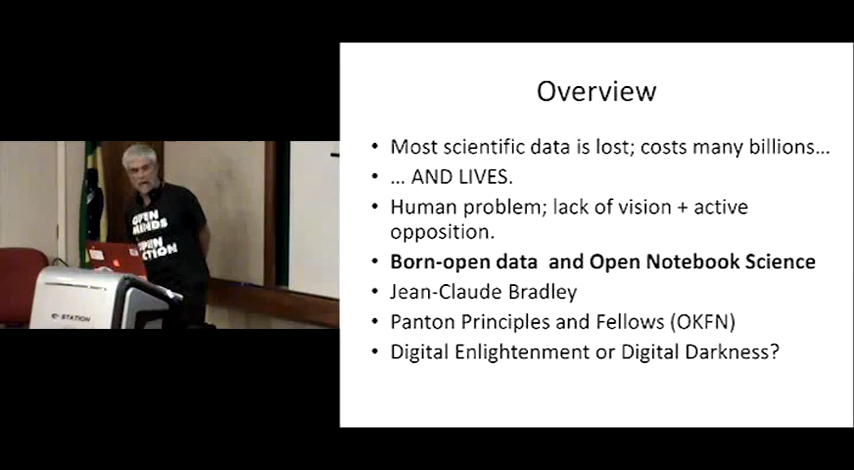 Overview
• Most scientific data is lost; costs many billions…
• … AND LIVES.
• Human problem; lack of vision + active
opposition.
• Born-open data and Open Notebook Science
• Jean-Claude Bradley
• Panton Principles and Fellows (OKFN)
• Digital Enlightenment or Digital Darkness?
OPEN
MINDS
OPEN
ACTION
e-STATION